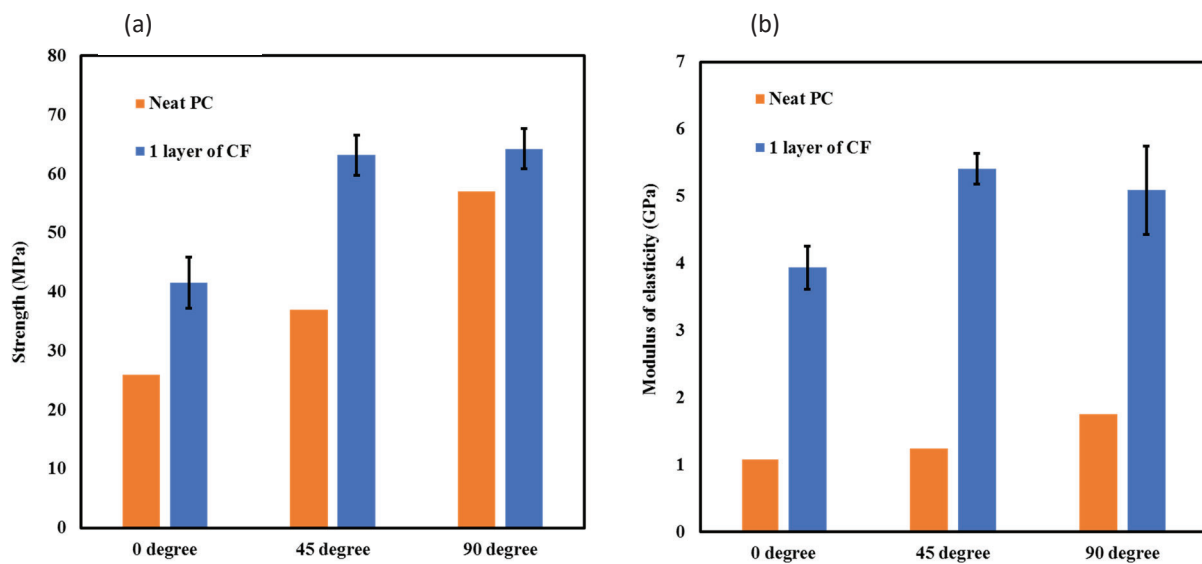 (a)
80
70
60
50
40
30
20
10
0
Strength (MPa)
Neat PC
1 layer of CF
0 degree
45 degree
90 degree
(b)
7
6
5
4
3
2
1
0
Modulus of elasticity (GPa)
Neat PC
1 layer of CF
0 degree
45 degree
90 degree